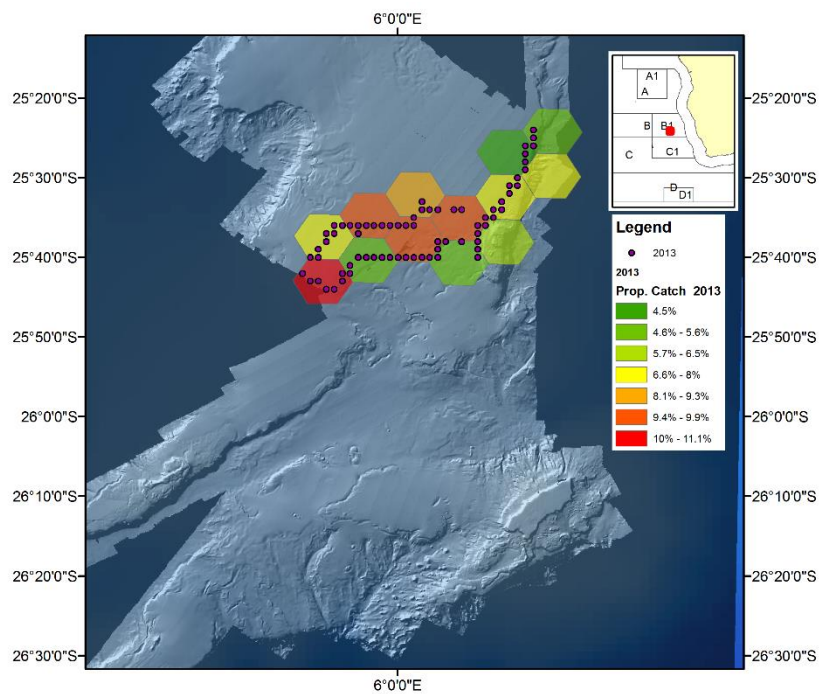 6°0'0"E
25°20'0"S
25°20'0"S
25°30'0"S
25°30'0"S
25°40'0"S
25°40'0"S
25°50'0"S
25°50'0"S
26°0'0"S
26°0'0"S
26°10'0"S
26°10'0"S
26°20'0"S
26°20'0"S
26°30'0"S
26°30'0"S
6°0'0"E
A1
A
B B1
C C1
D
D1
Legend
2013
2013
Prop. Catch 2013
4.5%
4.6% - 5.6%
5.7% - 6.5%
6.6% - 8%
8.1% - 9.3%
9.4% - 9.9%
10% - 11.1%